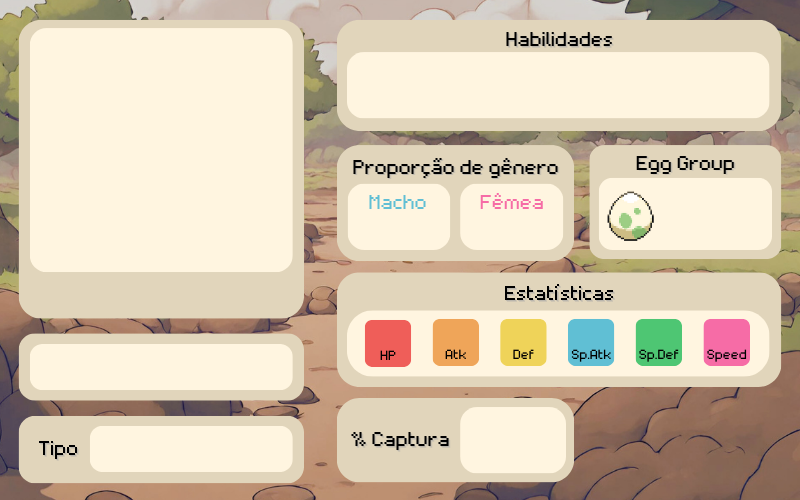 Habilidades
Proporção de gênero
Macho
Fêmea
Egg Group
Estatísticas
HP
Atk
Def
Sp.Atk
Sp.Def
Speed
Tipo
% Captura